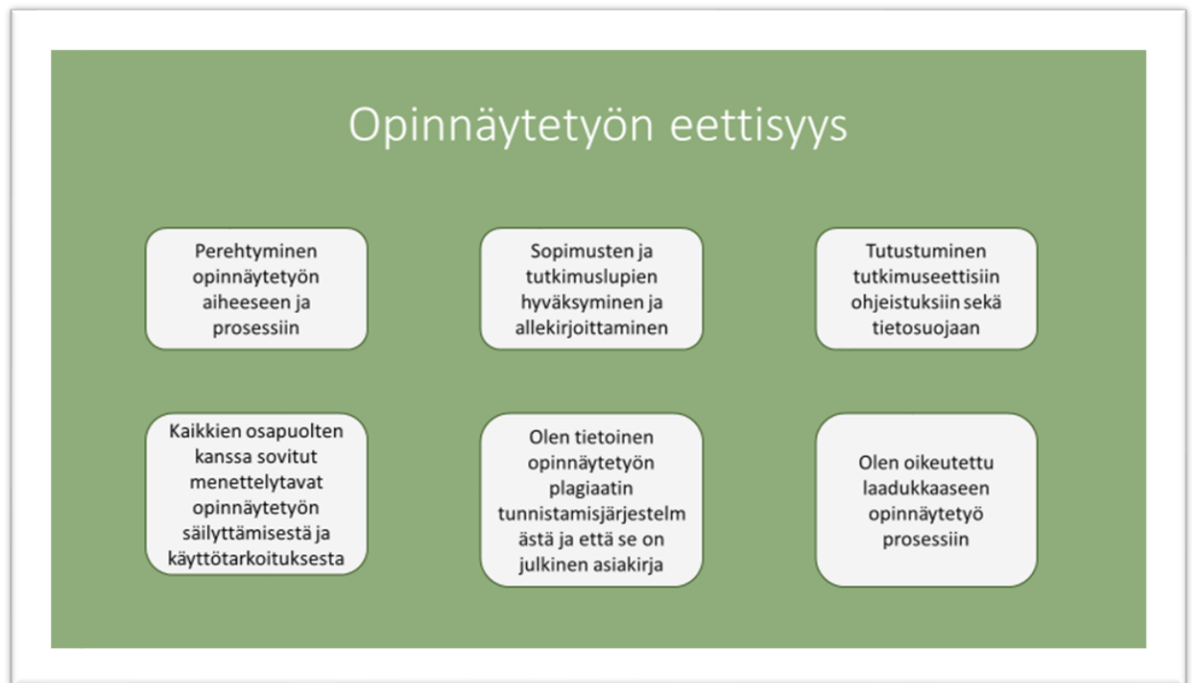 Opinnäytetyön eettisyys
Perehtyminen
opinnäytetyön
aiheeseen ja
prosessiin
Sopimusten ja
tutkimuslupien
hyväksyminen ja
allekirjoittaminen
Tutustuminen
tutkimuseettisiin
ohjeistuksiin sekä
tietosuojaan
Kaikkien osapuolten
kanssa sovitut
menettelytavat
opinnäytetyön
säilyttämisestä ja
käyttötarkoituksesta
Olen tietoinen
opinnäytetyön
plagiaatin
tunnistamisjärjestelm
ästä ja että se on
julkinen asiakirja
Olen oikeutettu
laadukkaaseen
opinnäytetyö
prosessiin